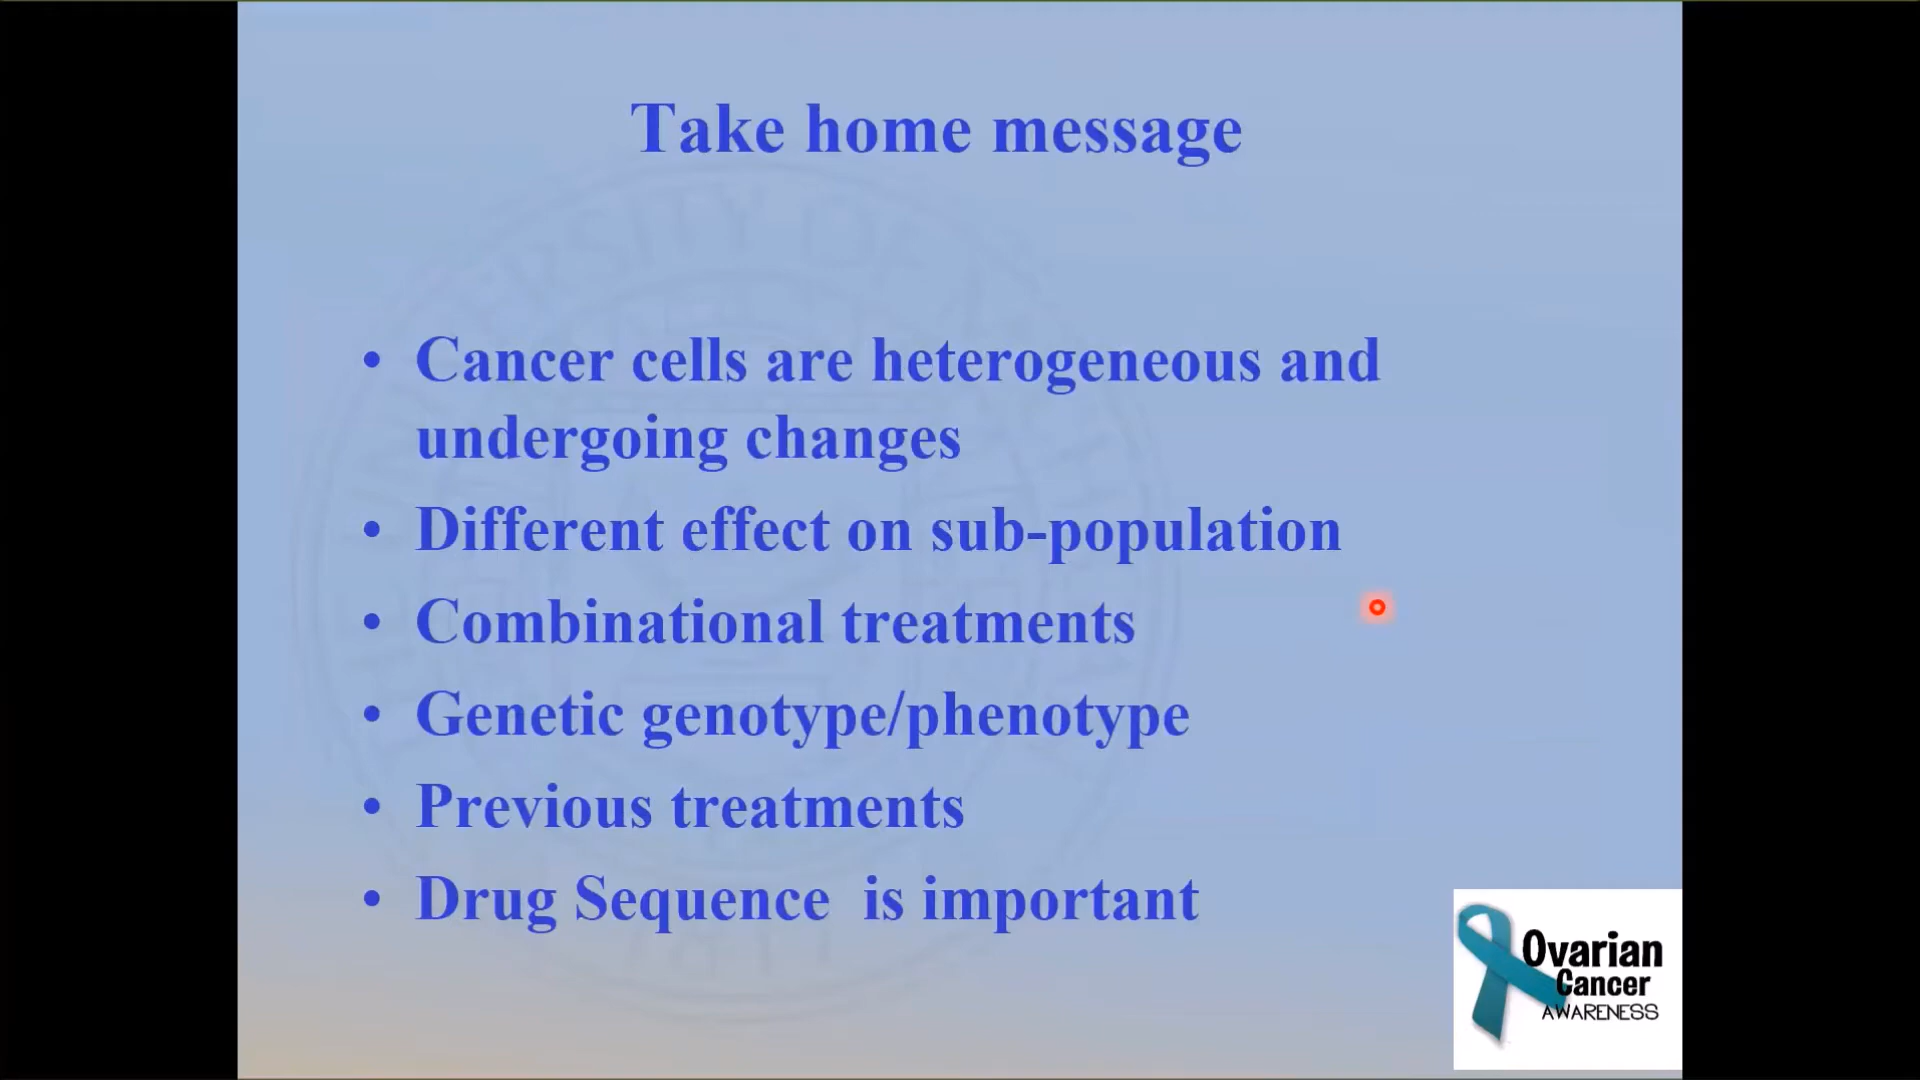 Take home message
• Cancer cells are heterogeneous and
undergoing changes
• Different effect on sub-population
• Combinational treatments
• Genetic genotype/phenotype
• Previous treatments
• Drug Sequence  is important
Ovarian
Cancer
AWARENESS